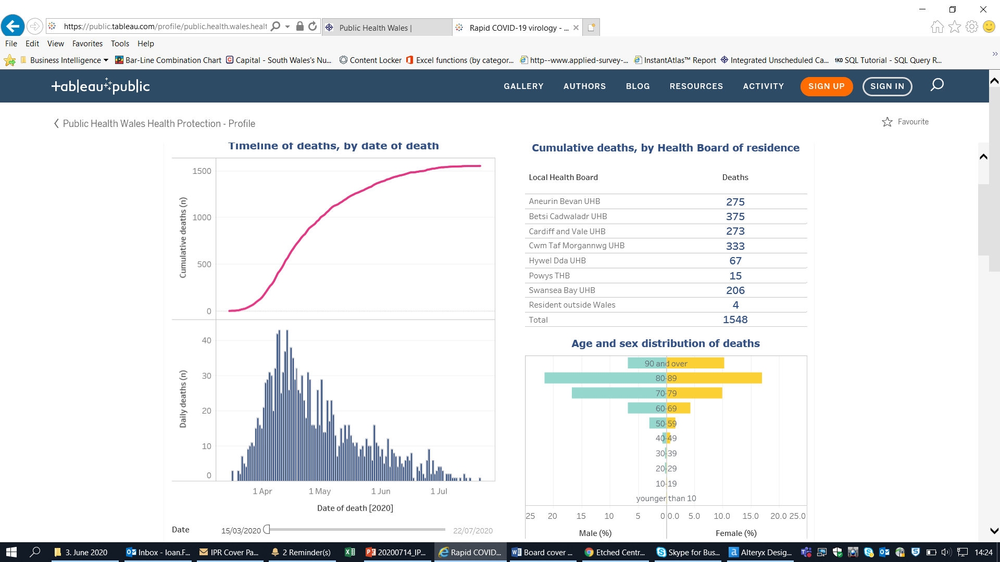 https://public.tableau.com/profile/public.health.wales.healt
Public Health Wales |
Rapid COVID-19 virology - ...
File Edit View Favorites Tools Help
Business Intelligence
Bar-Line Combination Chart
Capital - South Wales's Nu...
Content Locker
Excel functions (by categor...
http--www.applied-survey-...
InstantAtlas™ Report
Integrated Unscheduled Ca...
1KD SQL Tutorial - SQL Query R...
+ableau public
GALLERY AUTHORS BLOG RESOURCES ACTIVITY SIGN UP SIGN IN
Public Health Wales Health Protection - Profile
Favourite
Timeline of deaths, by date of death
Cumulative deaths (n)
1500
1000
500
0
Daily deaths (n)
40
30
20
10
0
1 Apr 1 May 1 Jun 1 Jul
Date of death [2020]
Date 15/03/2020 22/07/2020
Cumulative deaths, by Health Board of residence
Local Health Board Deaths
Aneurin Bevan UHB 275
Betsi Cadwaladr UHB 375
Cardiff and Vale UHB 273
Cwm Taf Morgannwg UHB 333
Hywel Dda UHB 67
Powys THB 15
Swansea Bay UHB 206
Resident outside Wales 4
Total 1548
Age and sex distribution of deaths
90 and over
80-89
70-79
60-69
50-59
40-49
30-39
20-29
10-19
younger than 10
25 20 15 10 5 0 0.0 5.0 10.0 15.0 20.0 25.0
Male (%) Female (%)
3. June 2020
Inbox - Ioan.F...
IPR Cover Pa...
2 Reminder(s)
20200714_IP...
Rapid COVID...
Board cover ...
Etched Centr...
Skype for Bus...
Alteryx Desig...
14:24